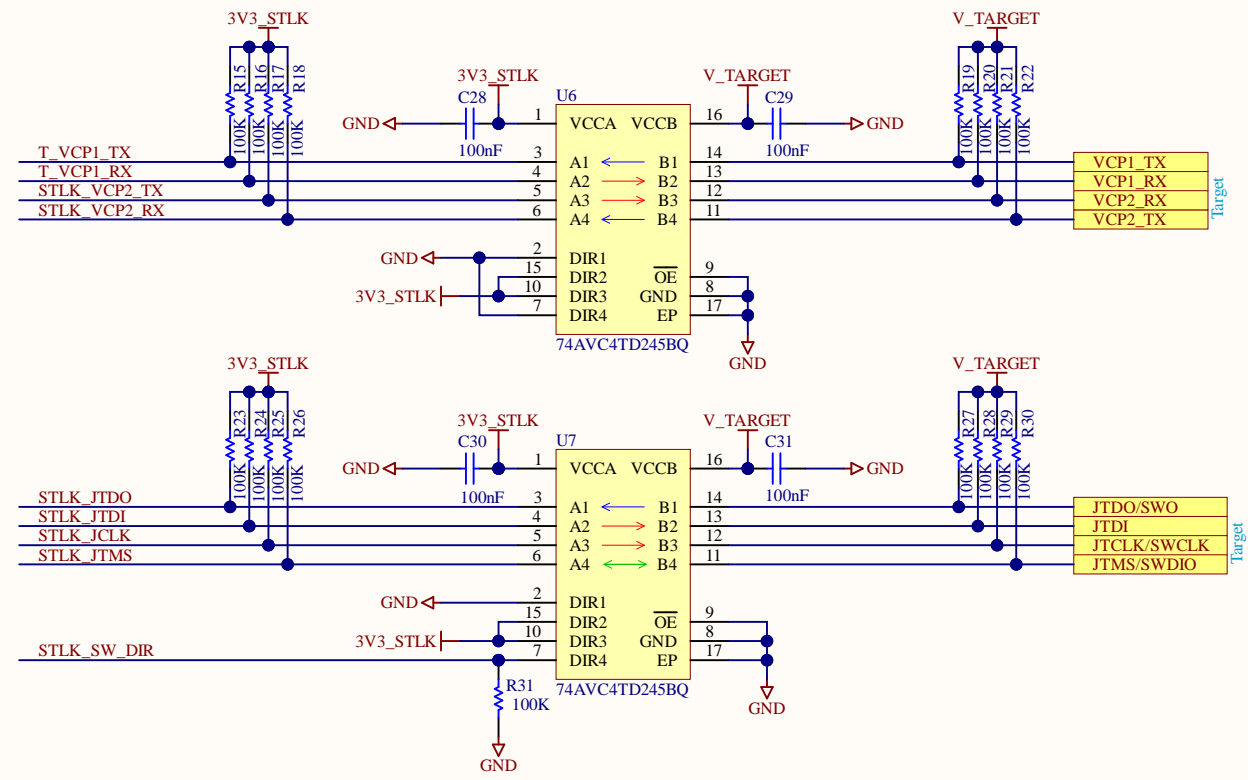 3V3_STLK
V_TARGET
R15
R16
R17
R18
100K
100K
100K
100K
3V3_STLK
C28
GND
100nF
U6
V_TARGET
C29
GND
100nF
R19
R20
R21
R22
100K
100K
100K
100K
1 VCCA VCCB 16
T_VCP1_TX 3 A1 B1 14 VCP1_TX
T_VCP1_RX 4 A2 B2 13 VCP1_RX
STLK_VCP2_TX 5 A3 B3 12 VCP2_RX
STLK_VCP2_RX 6 A4 B4 11 VCP2_TX
Target
GND 2 DIR1
15 DIR2 OE 9
3V3_STLK 10 DIR3 GND 8
7 DIR4 EP 17
74AVC4TD245BQ
GND
3V3_STLK
V_TARGET
R23
R24
R25
R26
100K
100K
100K
100K
3V3_STLK
C30
GND
100nF
U7
V_TARGET
C31
GND
100nF
R27
R28
R29
R30
100K
100K
100K
100K
1 VCCA VCCB 16
STLK_JTDO 3 A1 B1 14 JTDO/SWO
STLK_JTDI 4 A2 B2 13 JTDI
STLK_JCLK 5 A3 B3 12 JTCLK/SWCLK
STLK_JTMS 6 A4 B4 11 JTMS/SWDIO
Target
GND 2 DIR1
15 DIR2 OE 9
3V3_STLK 10 DIR3 GND 8
STLK_SW_DIR 7 DIR4 EP 17
74AVC4TD245BQ
R31
100K
GND
GND